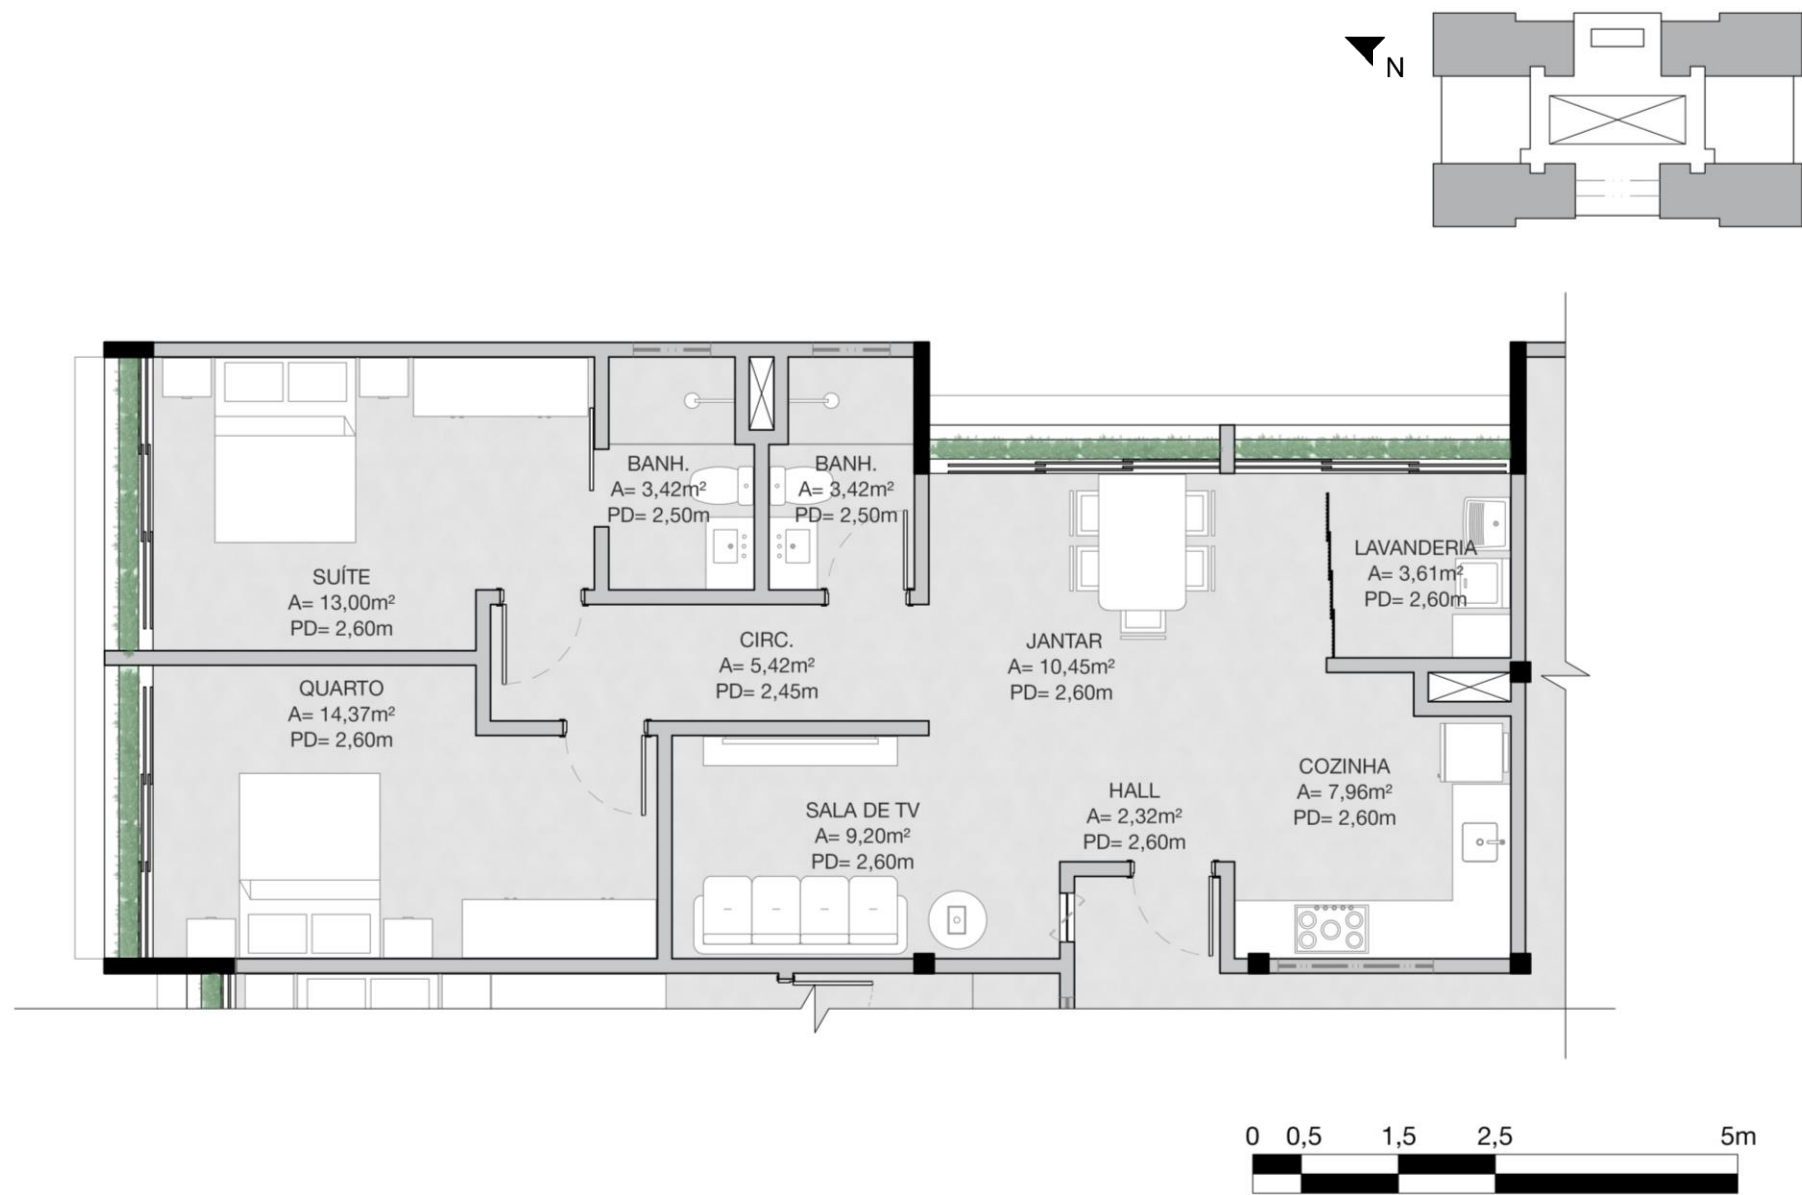 N
BANH.
A= 3,42m²
PD= 2,50m
BANH.
A= 3,42m²
PD= 2,50m
SUÍTE
A= 13,00m²
PD= 2,60m
LAVANDERIA
A= 3,61m²
PD= 2,60m
CIRC.
A= 5,42m²
PD= 2,45m
JANTAR
A= 10,45m²
PD= 2,60m
QUARTO
A= 14,37m²
PD= 2,60m
SALA DE TV
A= 9,20m²
PD= 2,60m
HALL
A= 2,32m²
PD= 2,60m
COZINHA
A= 7,96m²
PD= 2,60m
0 0,5 1,5 2,5 5m